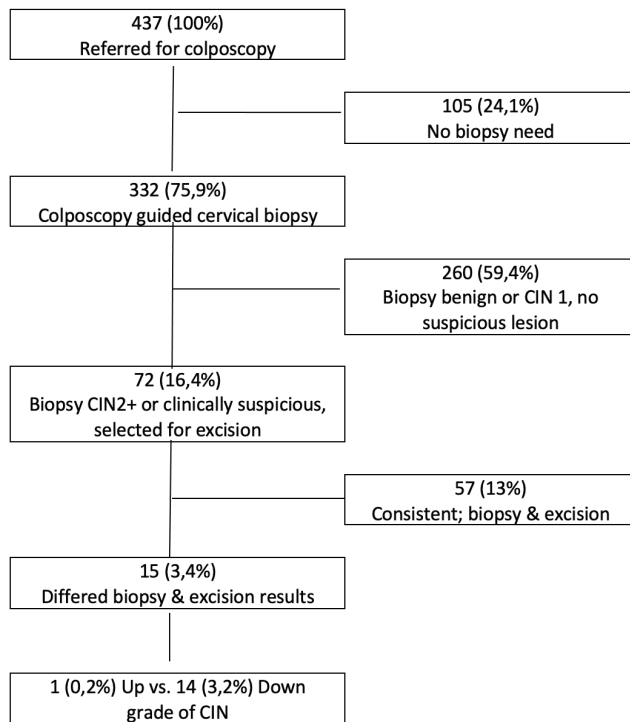 437 (100%)
Referred for colposcopy
105 (24,1%)
No biopsy need
332 (75,9%)
Colposcopy guided cervical biopsy
260 (59,4%)
Biopsy benign or CIN 1, no
suspicious lesion
72 (16,4%)
Biopsy CIN2+ or clinically suspicious,
selected for excision
57 (13%)
Consistent; biopsy & excision
15 (3,4%)
Differed biopsy & excision results
1 (0,2%) Up vs. 14 (3,2%) Down
grade of CIN